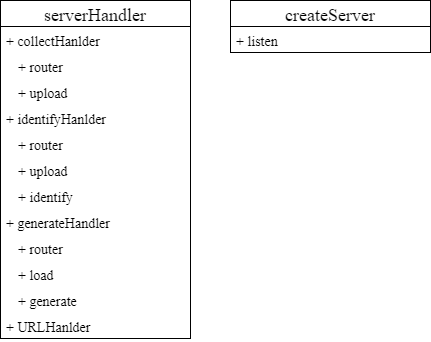 serverHandler
+ collectHanlder
+ router
+ upload
+ identifyHanlder
+ router
+ upload
+ identify
+ generateHandler
+ router
+ load
+ generate
+ URLHanlder
createServer
+ listen